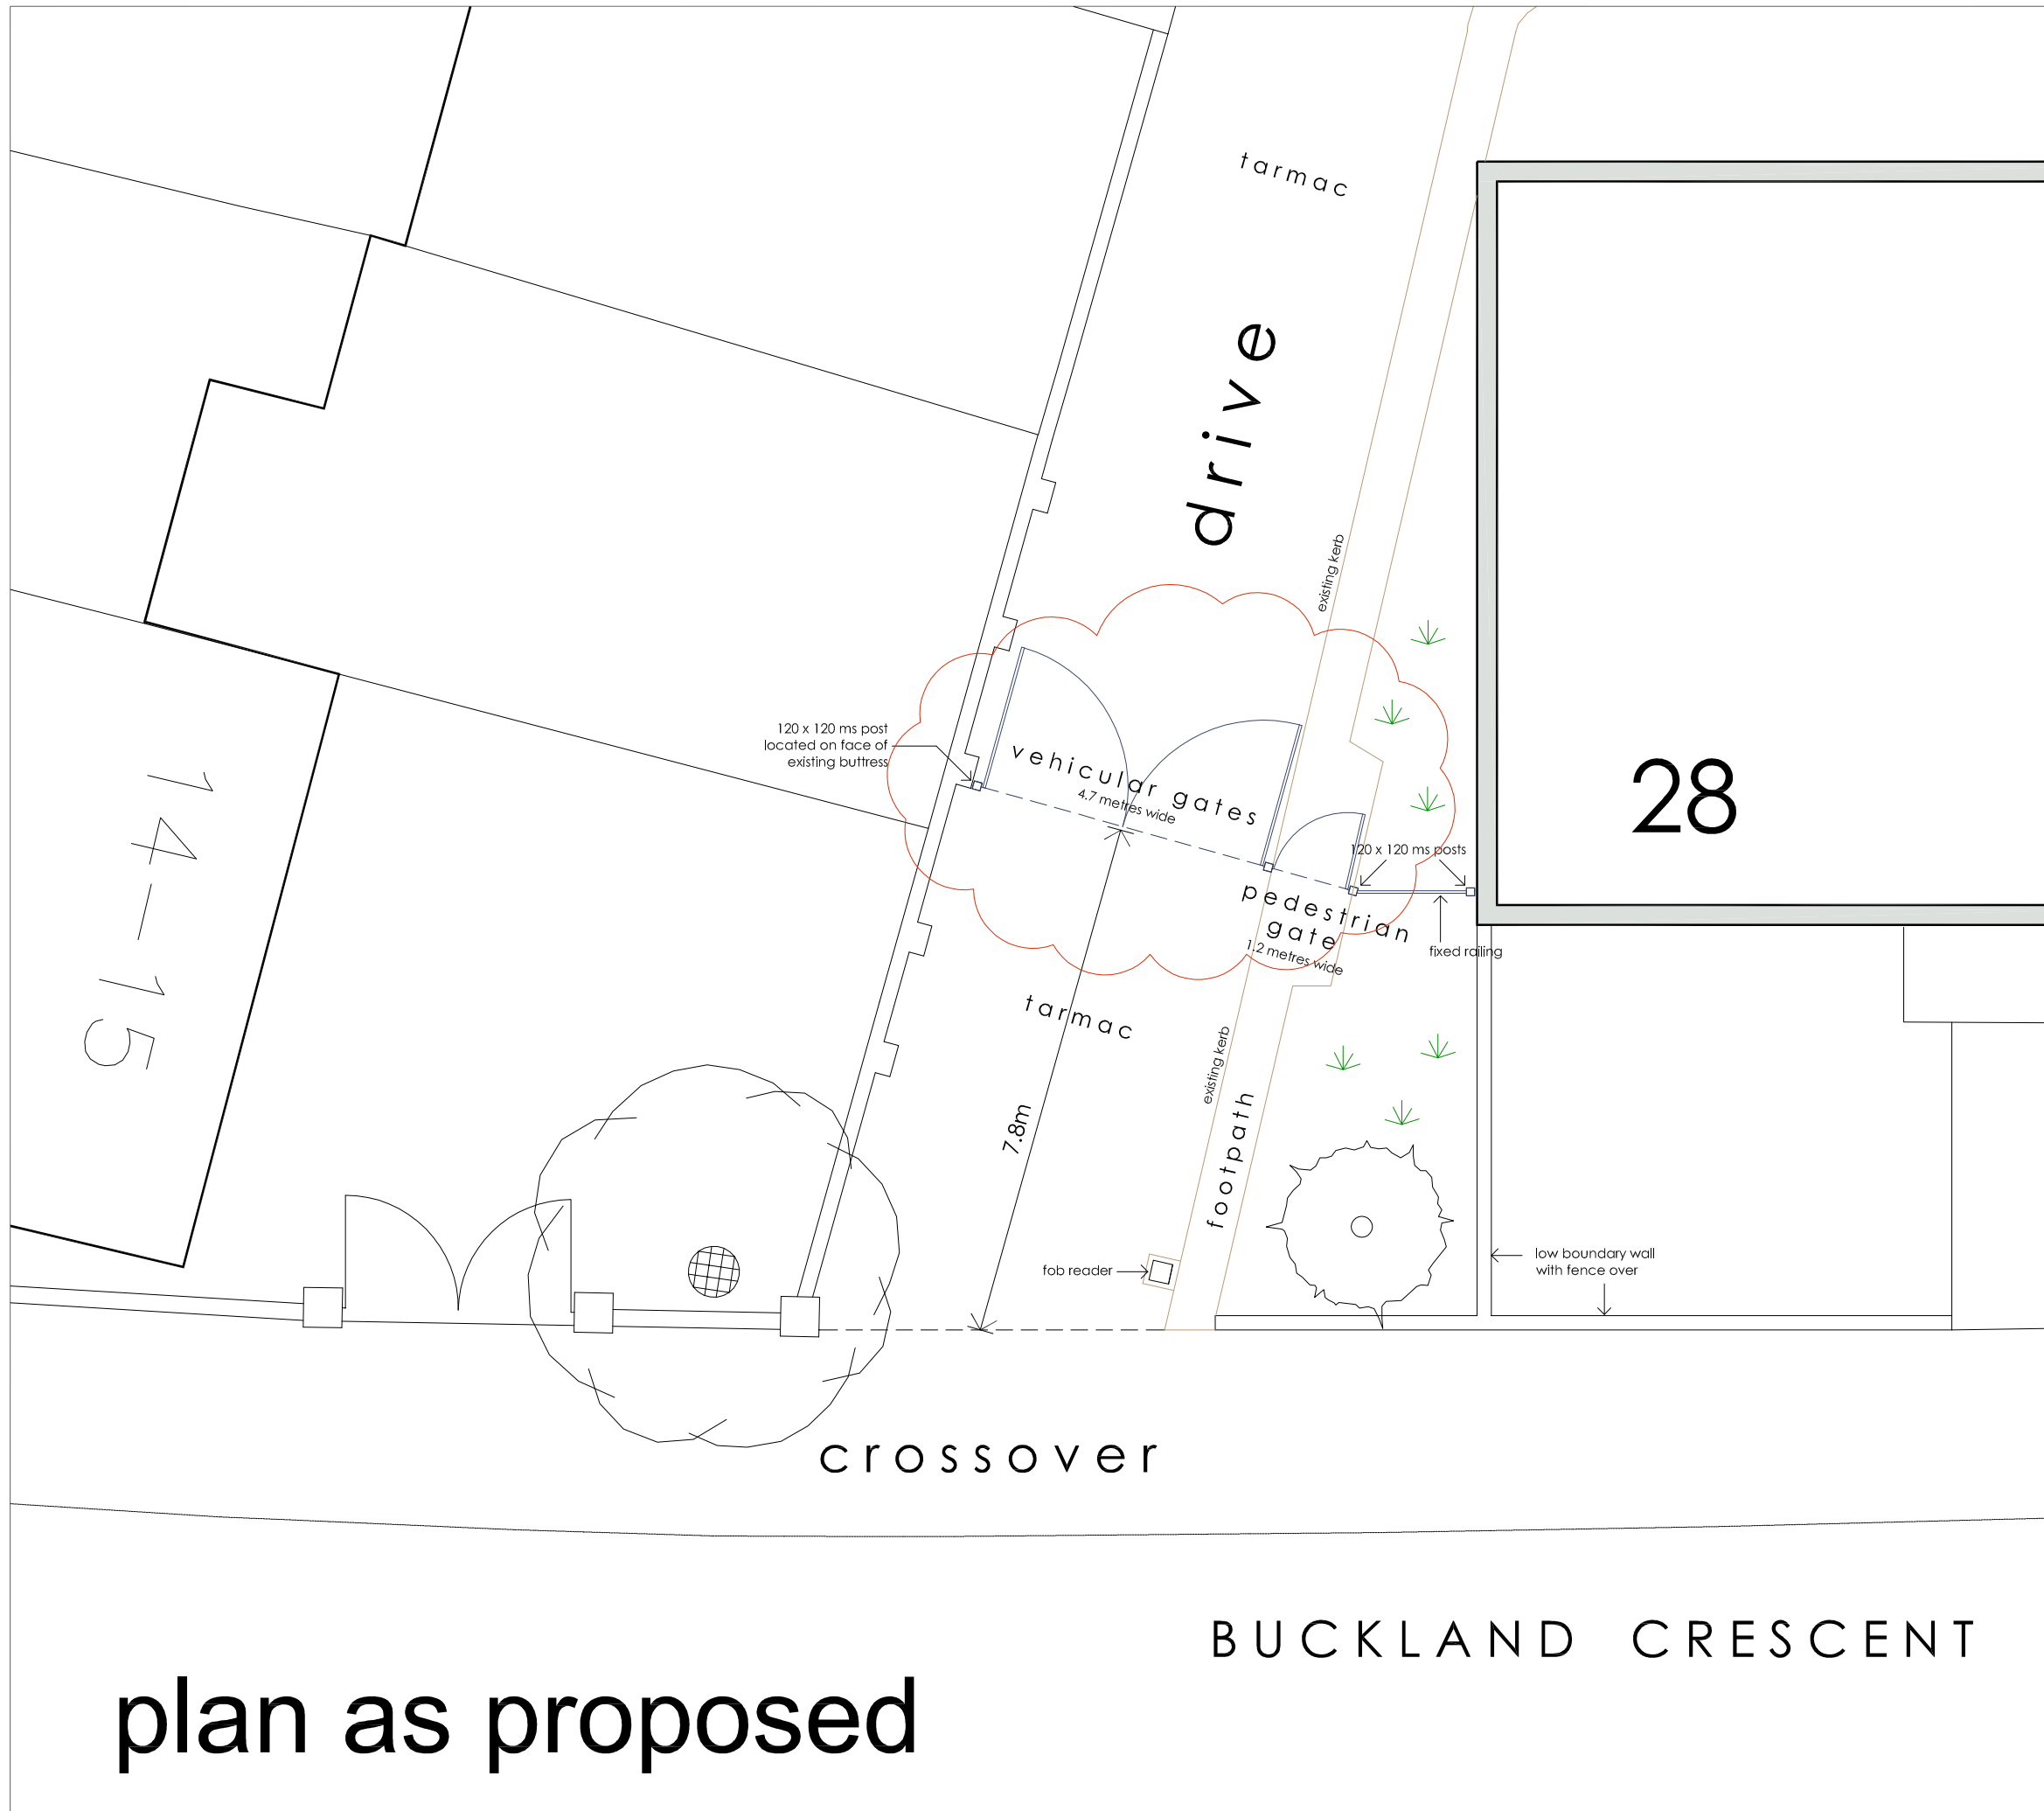 tarmac
drive
existing kerb
120 x 120 ms post
located on face of
existing buttress
vehicular gates
4.7 metres wide
28
14-15
120 x 120 ms posts
pedestrian
gate
1.2 metres wide
fixed railing
tarmac
existing kerb
7.8m
footpath
fob reader
low boundary wall
with fence over
crossover
BUCKLAND CRESCENT
plan as proposed